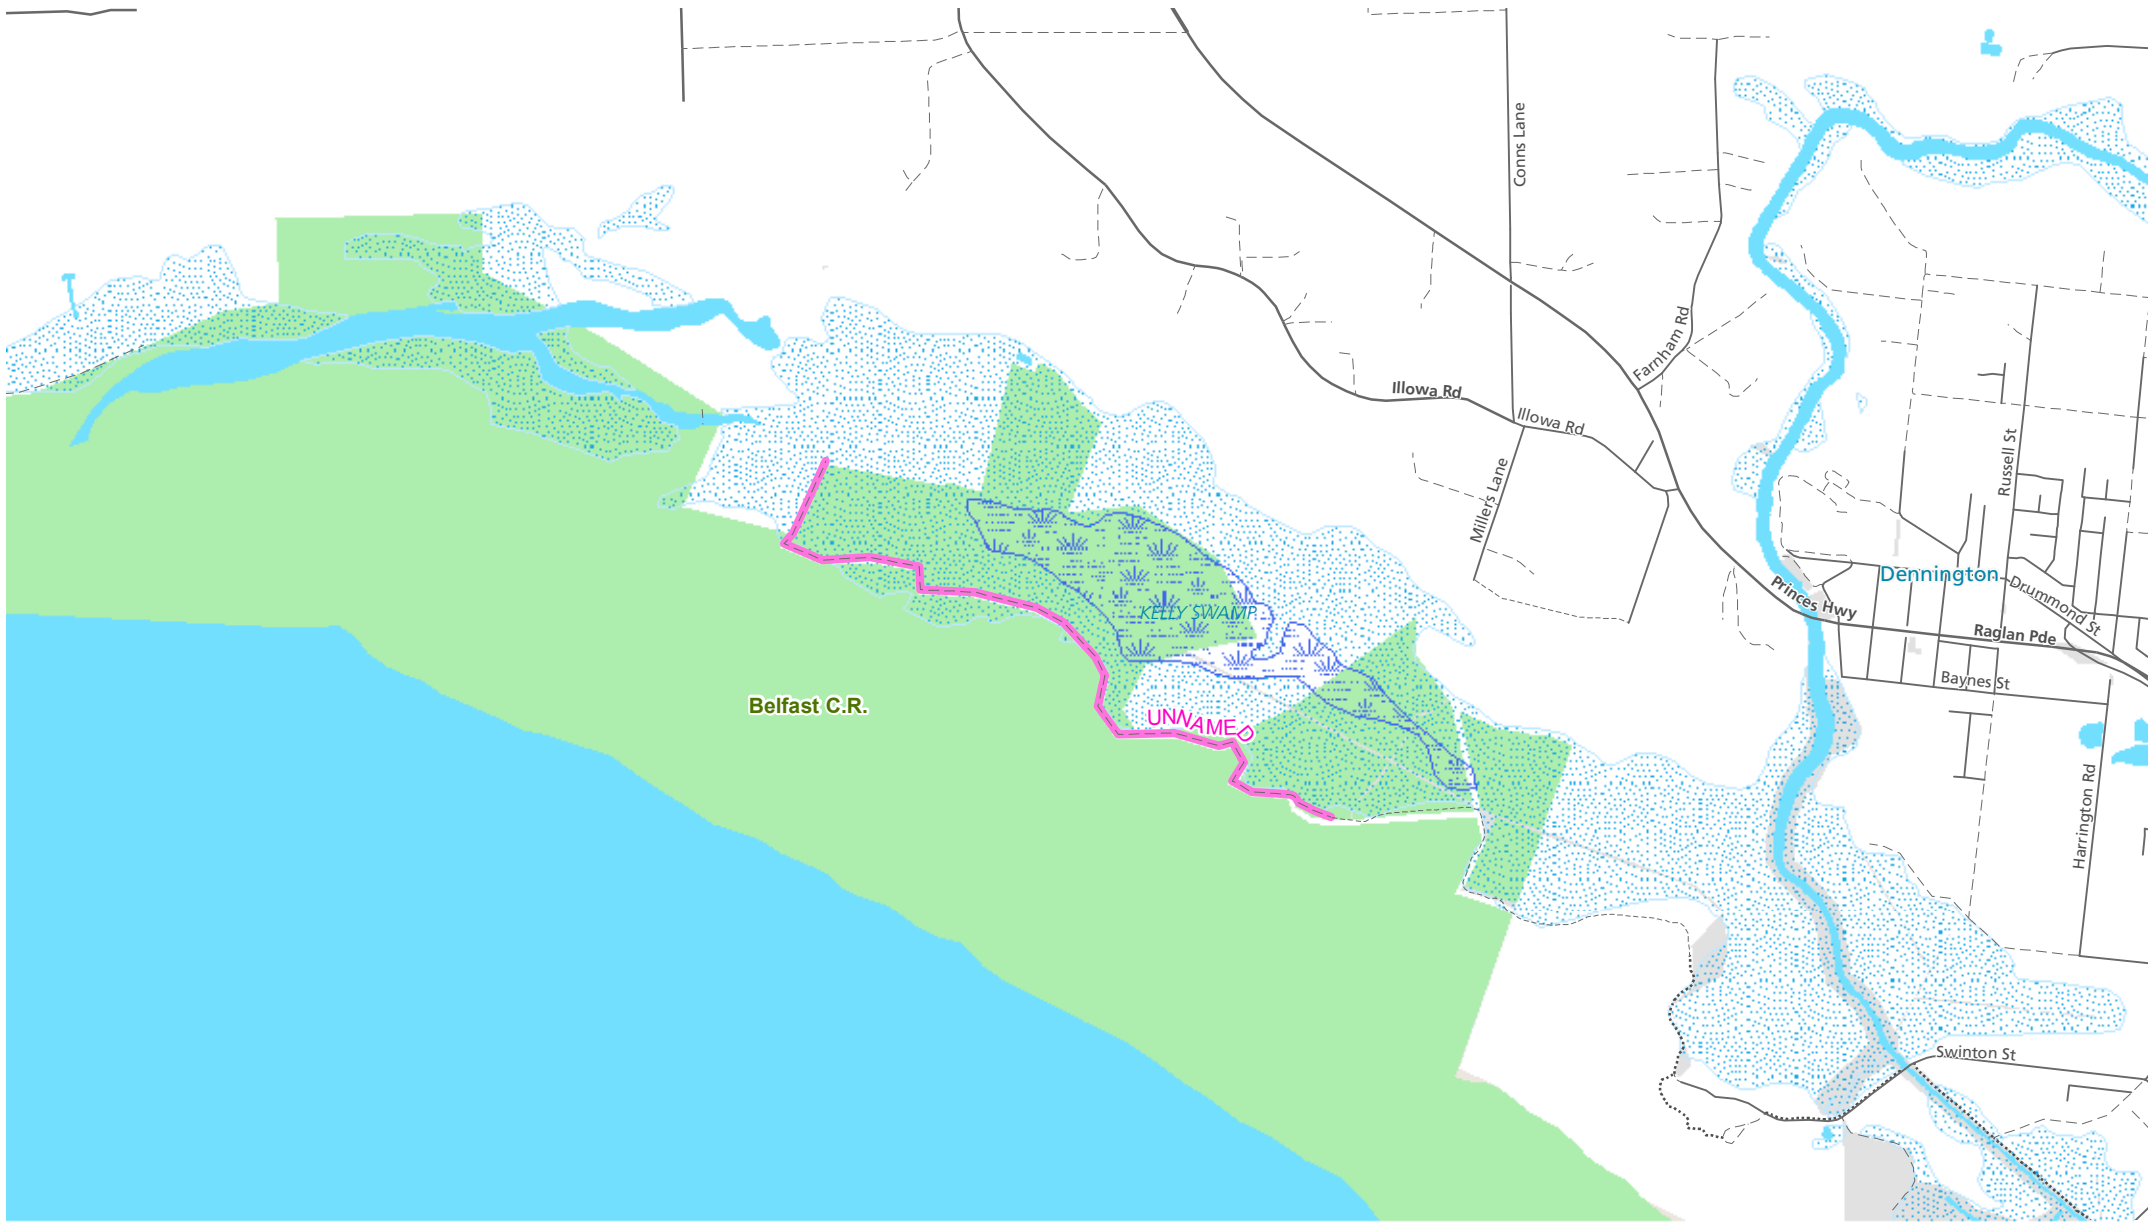 Conns Lane
Farnham Rd
Illowa Rd
Illowa Rd
Russell St
Millers Lane
Dennington
Princes Hwy
Drummond St
KELLY SWAMP
Raglan Pde
Baynes St
Belfast C.R.
UNNAMED
Harrington Rd
Swinton St